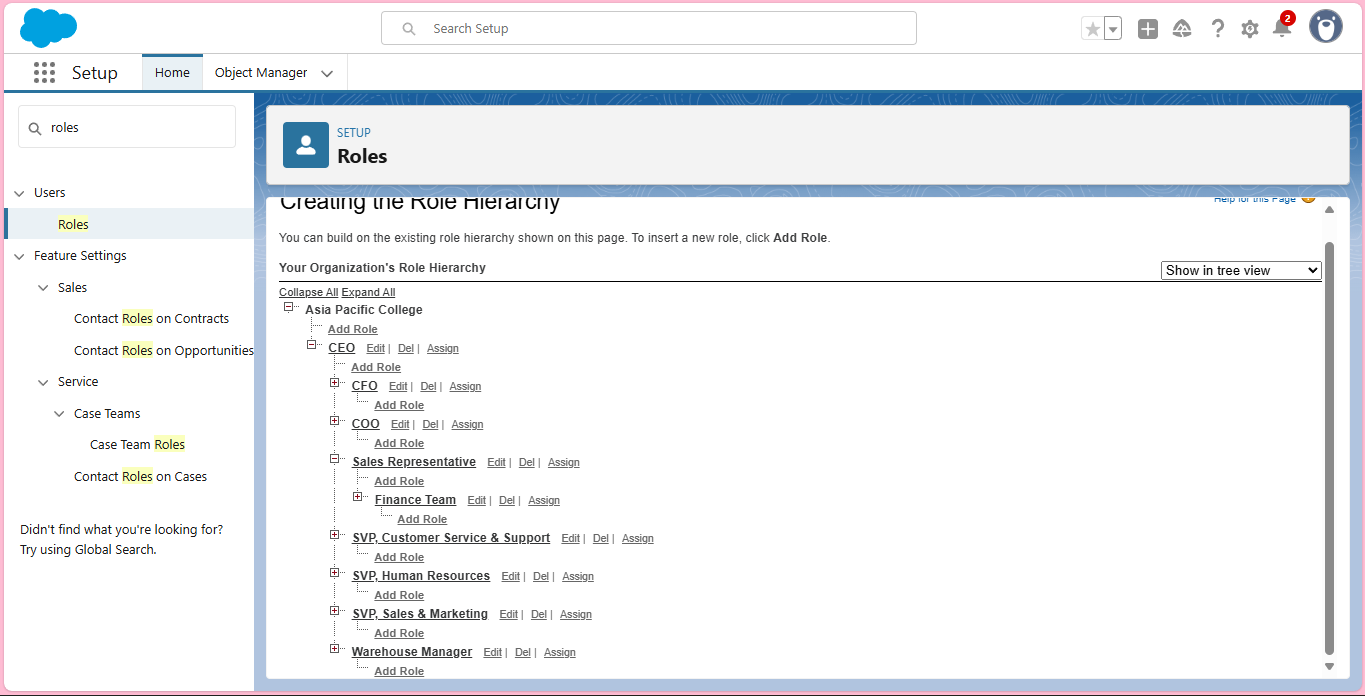 Search Setup
2
Setup
Home
Object Manager
roles
Users
Roles
Feature Settings
Sales
Contact Roles on Contracts
Contact Roles on Opportunities
Service
Case Teams
Case Team Roles
Contact Roles on Cases
Didn't find what you're looking for?
Try using Global Search.
SETUP
Roles
Creating the Role Hierarchy
Help for this Page
You can build on the existing role hierarchy shown on this page. To insert a new role, click Add Role.
Your Organization's Role Hierarchy
Show in tree view
Collapse All Expand All
Asia Pacific College
Add Role
CEO Edit | Del | Assign
Add Role
CFO Edit | Del | Assign
Add Role
COO Edit | Del | Assign
Add Role
Sales Representative Edit | Del | Assign
Add Role
Finance Team Edit | Del | Assign
Add Role
SVP, Customer Service & Support Edit | Del | Assign
Add Role
SVP, Human Resources Edit | Del | Assign
Add Role
SVP, Sales & Marketing Edit | Del | Assign
Add Role
Warehouse Manager Edit | Del | Assign
Add Role